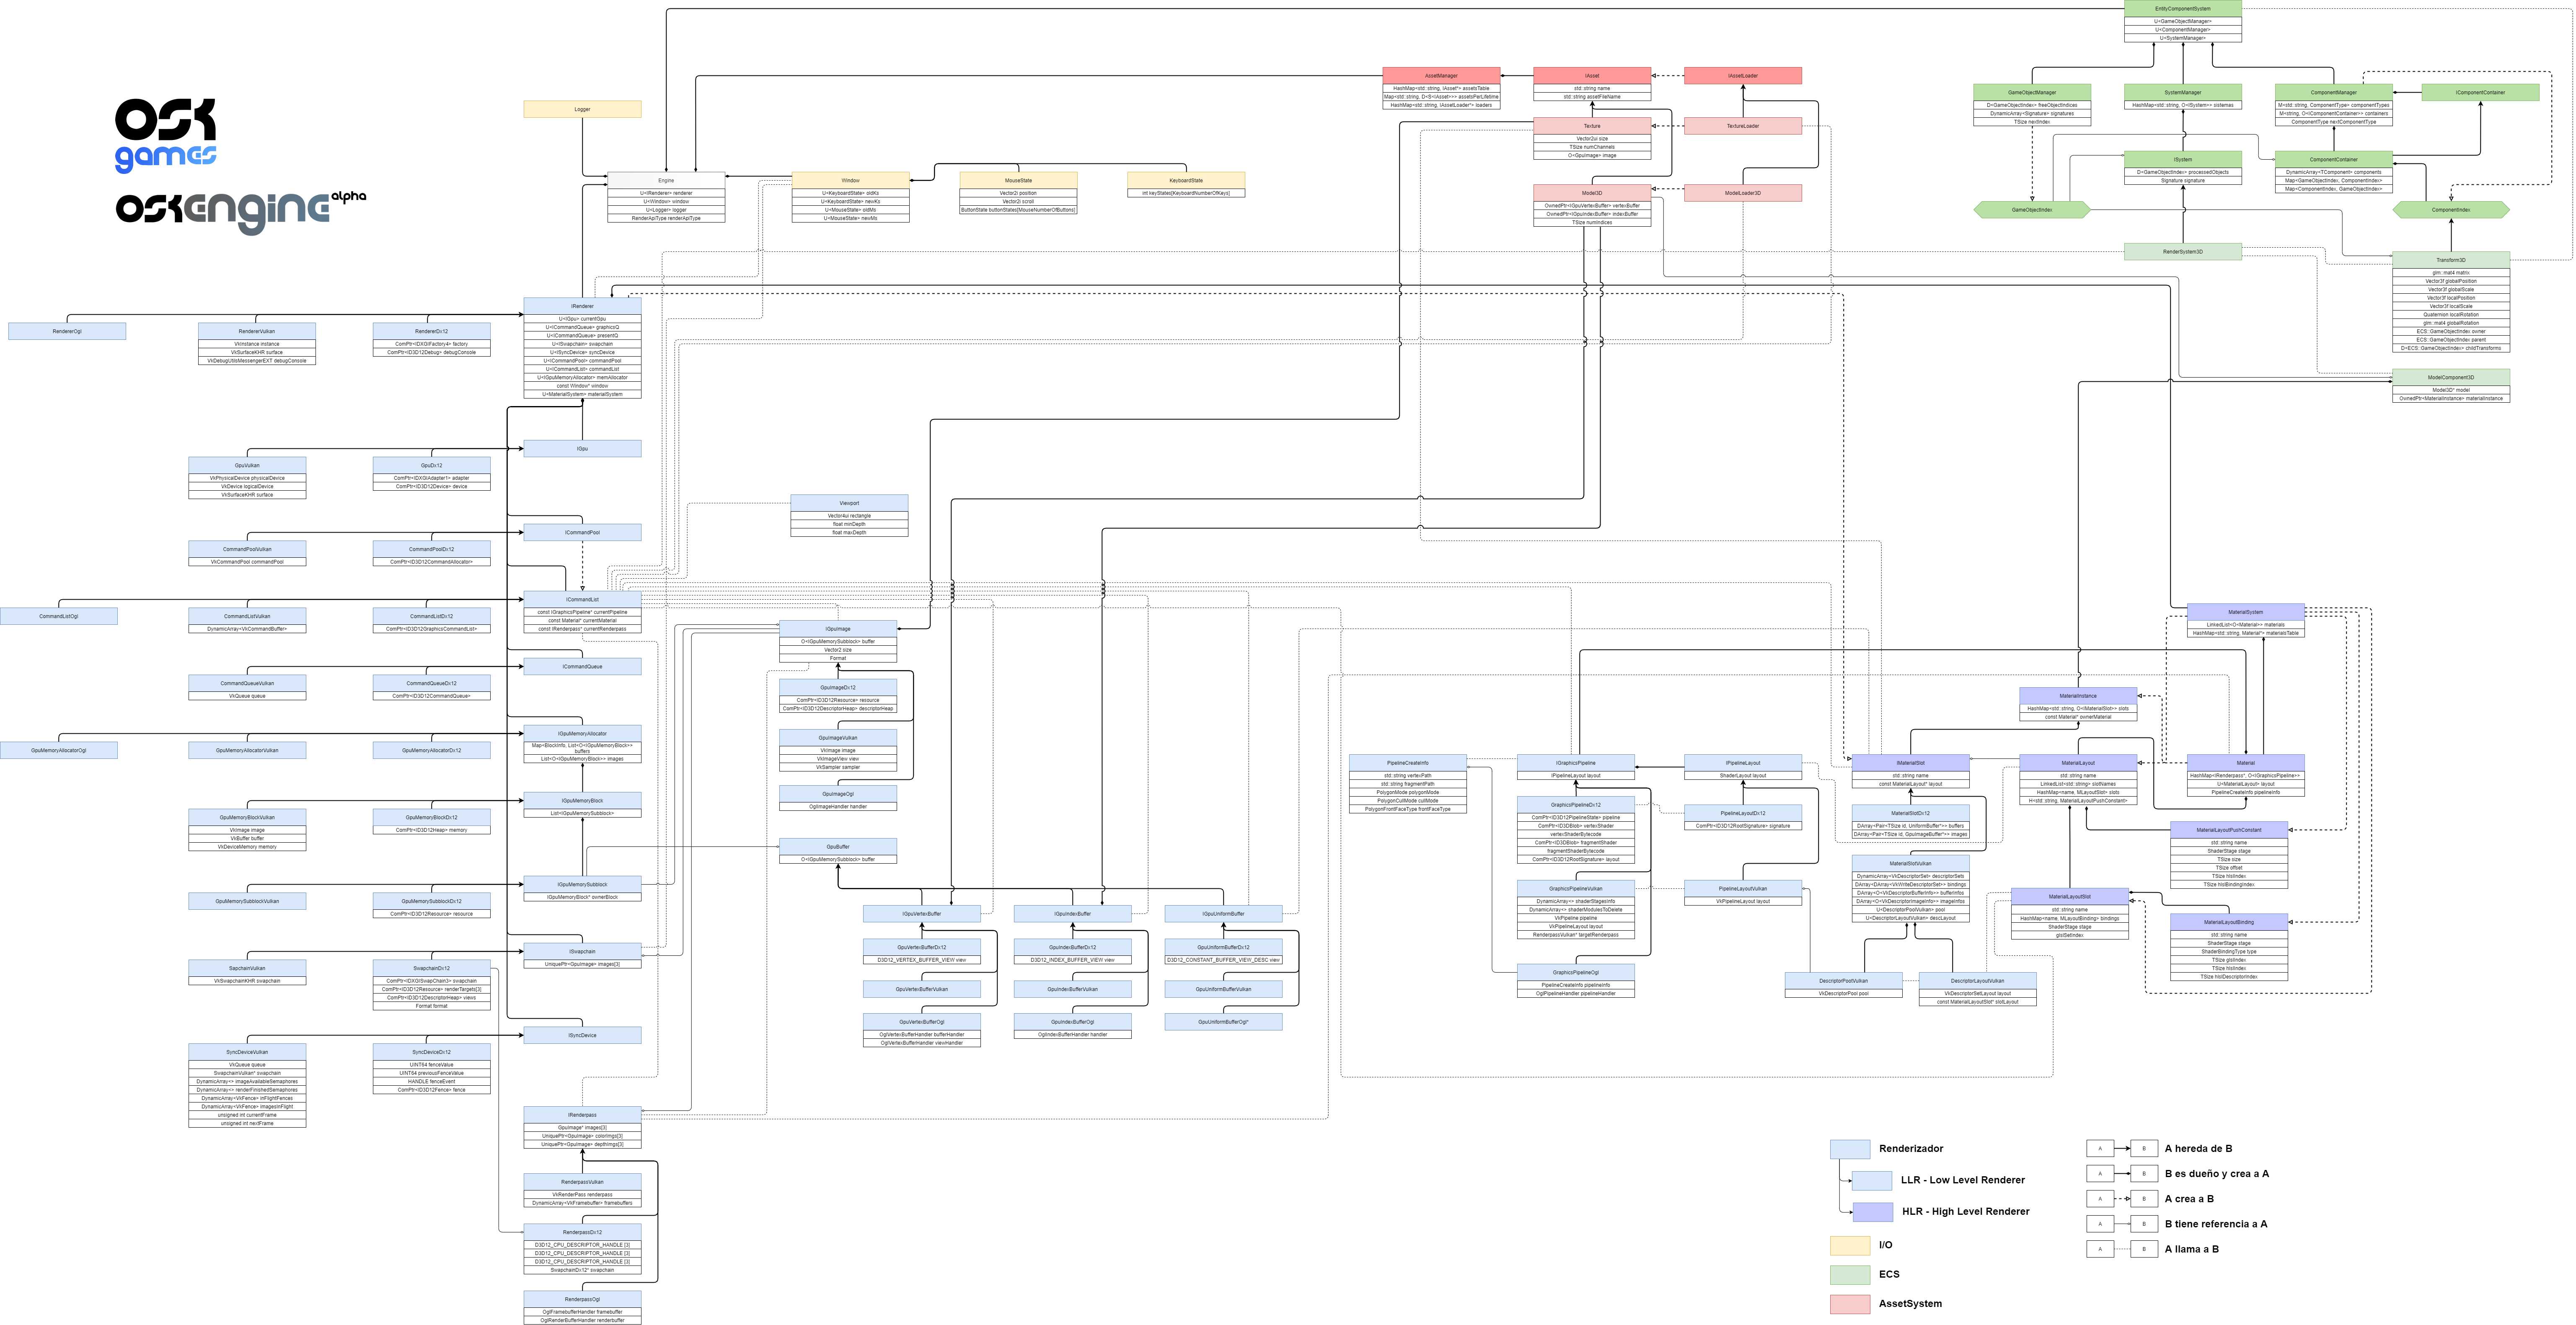 OSK
games
OSKengine alpha
Logger
Engine
U<IRenderer> renderer
U<Window> window
U<Logger> logger
RenderApiType renderApiType
Window
U<KeyboardState> oldKs
U<KeyboardState> newKs
U<MouseState> oldMs
U<MouseState> newMs
MouseState
Vector2i position
Vector2i scroll
ButtonState buttonStates[MouseNumberOfButtons]
KeyboardState
int keyStates[KeyboardNumberOfKeys]
AssetManager
HashMap<std::string, IAsset*> assetsTable
Map<std::string, D<S<IAsset>>> assetsPerLifetime
HashMap<std::string, IAssetLoader*> loaders
IAsset
std::string name
std::string assetFileName
IAssetLoader
Texture
Vector2ui size
TSize numChannels
O<GpuImage> image
TextureLoader
Model3D
OwnedPtr<IGpuVertexBuffer> vertexBuffer
OwnedPtr<IGpuIndexBuffer> indexBuffer
TSize numIndices
ModelLoader3D
EntityComponentSystem
U<GameObjectManager>
U<ComponentManager>
U<SystemManager>
GameObjectManager
D<GameObjectIndex> freeObjectIndices
DynamicArray<Signature> signatures
TSize nextIndex
SystemManager
HashMap<std::string, O<ISystem>> sistemas
ComponentManager
M<std::string, ComponentType> componentTypes
M<string, O<IComponentContainer>> containers
ComponentType nextComponentType
IComponentContainer
ISystem
D<GameObjectIndex> processedObjects
Signature signature
ComponentContainer
DynamicArray<TComponent> components
Map<GameObjectIndex, ComponentIndex>
Map<ComponentIndex, GameObjectIndex>
GameObjectIndex
ComponentIndex
RenderSystem3D
Transform3D
glm::mat4 matrix
Vector3f globalPosition
Vector3f globalScale
Vector3f localPosition
Vector3f localScale
Quaternion localRotation
glm::mat4 globalRotation
ECS::GameObjectIndex owner
ECS::GameObjectIndex parent
D<ECS::GameObjectIndex> childTransforms
ModelComponent3D
Model3D* model
OwnedPtr<MaterialInstance> materialInstance
IRenderer
U<IGpu> currentGpu
U<ICommandQueue> graphicsQ
U<ICommandQueue> presentQ
U<ISwapchain> swapchain
U<ISyncDevice> syncDevice
U<ICommandPool> commandPool
U<ICommandList> commandList
U<IGpuMemoryAllocator> memAllocator
const Window* window
U<MaterialSystem> materialSystem
RendererOgl
RendererVulkan
VkInstance instance
VkSurfaceKHR surface
VkDebugUtilsMessengerEXT debugConsole
RendererDx12
ComPtr<IDXGIFactory4> factory
ComPtr<ID3D12Debug> debugConsole
IGpu
GpuVulkan
VkPhysicalDevice physicalDevice
VkDevice logicalDevice
VkSurfaceKHR surface
GpuDx12
ComPtr<IDXGIAdapter1> adapter
ComPtr<ID3D12Device> device
Viewport
Vector4ui rectangle
float minDepth
float maxDepth
ICommandPool
CommandPoolVulkan
VkCommandPool commandPool
CommandPoolDx12
ComPtr<ID3D12CommandAllocator>
ICommandList
const IGraphicsPipeline* currentPipeline
const Material* currentMaterial
const IRenderpass* currentRenderpass
CommandListOgl
CommandListVulkan
DynamicArray<VkCommandBuffer>
CommandListDx12
ComPtr<ID3D12GraphicsCommandList>
ICommandQueue
CommandQueueVulkan
VkQueue queue
CommandQueueDx12
ComPtr<ID3D12CommandQueue>
IGpuMemoryAllocator
Map<BlockInfo, List<O<IGpuMemoryBlock>>
buffers
List<O<IGpuMemoryBlock>> images
GpuMemoryAllocatorOgl
GpuMemoryAllocatorVulkan
GpuMemoryAllocatorDx12
IGpuMemoryBlock
List<IGpuMemorySubblock>
GpuMemoryBlockVulkan
VkImage image
VkBuffer buffer
VkDeviceMemory memory
GpuMemoryBlockDx12
ComPtr<ID3D12Heap> memory
IGpuMemorySubblock
IGpuMemoryBlock* ownerBlock
GpuMemorySubblockVulkan
GpuMemorySubblockDx12
ComPtr<ID3D12Resource> resource
ISwapchain
UniquePtr<GpuImage> images[3]
SapchainVulkan
VkSwapchainKHR swapchain
SwapchainDx12
ComPtr<IDXGISwapChain3> swapchain
ComPtr<ID3D12Resource> renderTargets[3]
ComPtr<ID3D12DescriptorHeap> views
Format format
ISyncDevice
SyncDeviceVulkan
VkQueue queue
SwapchainVulkan* swapchain
DynamicArray<> imageAvailableSemaphores
DynamicArray<> renderFinishedSemaphores
DynamicArray<VkFence> inFlightFences
DynamicArray<VkFence> imagesInFlight
unsigned int currentFrame
unsigned int nextFrame
SyncDeviceDx12
UINT64 fenceValue
UINT64 previousFenceValue
HANDLE fenceEvent
ComPtr<ID3D12Fence> fence
IRenderpass
GpuImage* images[3]
UniquePtr<GpuImage> colorImgs[3]
UniquePtr<GpuImage> depthImgs[3]
RenderpassVulkan
VkRenderPass renderpass
DynamicArray<VkFramebuffer> framebuffers
RenderpassDx12
D3D12_CPU_DESCRIPTOR_HANDLE [3]
D3D12_CPU_DESCRIPTOR_HANDLE [3]
D3D12_CPU_DESCRIPTOR_HANDLE [3]
SwapchainDx12* swapchain
RenderpassOgl
OglFramebufferHandler framebuffer
OglRenderBufferHandler renderbuffer
IGpuImage
O<IGpuMemorySubblock> buffer
Vector2 size
Format
GpuImageDx12
ComPtr<ID3D12Resource> resource
ComPtr<ID3D12DescriptorHeap> descriptorHeap
GpuImageVulkan
VkImage image
VkImageView view
VkSampler sampler
GpuImageOgl
OglImageHandler handler
GpuBuffer
O<IGpuMemorySubblock> buffer
IGpuVertexBuffer
GpuVertexBufferDx12
D3D12_VERTEX_BUFFER_VIEW view
GpuVertexBufferVulkan
GpuVertexBufferOgl
OglVertexBufferHandler bufferHandler
OglVertexBufferHandler viewHandler
IGpuIndexBuffer
GpuIndexBufferDx12
D3D12_INDEX_BUFFER_VIEW view
GpuIndexBufferVulkan
GpuIndexBufferOgl
OglIndexBufferHandler handler
IGpuUniformBuffer
GpuUniformBufferDx12
D3D12_CONSTANT_BUFFER_VIEW_DESC view
GpuUniformBufferVulkan
GpuUniformBufferOgl*
PipelineCreateInfo
std::string vertexPath
std::string fragmentPath
PolygonMode polygonMode
PolygonCullMode cullMode
PolygonFrontFaceType frontFaceType
IGraphicsPipeline
IPipelineLayout layout
GraphicsPipelineDx12
ComPtr<ID3D12PipelineState> pipeline
ComPtr<ID3DBlob> vertexShader
vertexShaderBytecode
ComPtr<ID3DBlob> fragmentShader
fragmentShaderBytecode
ComPtr<ID3D12RootSignature> layout
GraphicsPipelineVulkan
DynamicArray<> shaderStagesInfo
DynamicArray<> shaderModulesToDelete
VkPipeline pipeline
VkPipelineLayout layout
RenderpassVulkan* targetRenderpass
GraphicsPipelineOgl
PipelineCreateInfo pipelineInfo
OglPipelineHandler pipelineHandler
IPipelineLayout
ShaderLayout layout
PipelineLayoutDx12
ComPtr<ID3D12RootSignature> signature
PipelineLayoutVulkan
VkPipelineLayout layout
MaterialSystem
LinkedList<O<Material>> materials
HashMap<std::string, Material*> materialsTable
MaterialInstance
HashMap<std::string, O<IMaterialSlot>> slots
const Material* ownerMaterial
IMaterialSlot
std::string name
const MaterialLayout* layout
MaterialSlotDx12
DArray<Pair<TSize id, UniformBuffer*>> buffers
DArray<Pair<TSize id, GpuImageBuffer*>> images
MaterialSlotVulkan
DynamicArray<VkDescriptorSet> descriptorSets
DArray<DArray<VkWriteDescriptorSet>> bindings
DArray<O<VkDescriptorBufferInfo>> bufferInfos
DArray<O<VkDescriptorImageInfo>> imageInfos
U<DescriptorPoolVulkan> pool
U<DescriptorLayoutVulkan> descLayout
DescriptorPoolVulkan
VkDescriptorPool pool
DescriptorLayoutVulkan
VkDescriptorSetLayout layout
const MaterialLayoutSlot* slotLayout
MaterialLayout
std::string name
LinkedList<std::string> slotNames
HashMap<name, MLayoutSlot> slots
H<std::string, MaterialLayoutPushConstant>
Material
HashMap<IRenderpass*, O<IGraphicsPipeline>>
U<MaterialLayout> layout
PipelineCreateInfo pipelineInfo
MaterialLayoutPushConstant
std::string name
ShaderStage stage
TSize size
TSize offset
TSize hlslIndex
TSize hlslBindingIndex
MaterialLayoutSlot
std::string name
HashMap<name, MLayoutBinding> bindings
ShaderStage stage
glslSetIndex
MaterialLayoutBinding
std::string name
ShaderStage stage
ShaderBindingType type
TSize glslIndex
TSize hlslIndex
TSize hlslDescriptorIndex
Renderizador
LLR - Low Level Renderer
HLR - High Level Renderer
I/O
ECS
AssetSystem
A B A hereda de B
A B B es dueño y crea a A
A B A crea a B
A B B tiene referencia a A
A B A llama a B